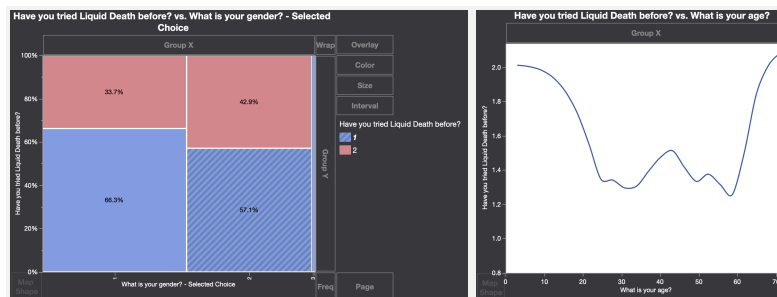 Have you tried Liquid Death before? vs. What is your gender? - Selected
Choice
Group X
Wrap
Overlay
Color
Size
Interval
Have you tried Liquid Death before?
1
2
Group Y
Have you tried Liquid Death before?
100%
80%
60%
40%
20%
0%
33.7%
42.9%
66.3%
57.1%
1
2
3
What is your gender? - Selected Choice
Map
Shape
Freq
Page
Have you tried Liquid Death before? vs. What is your age?
Group X
Have you tried Liquid Death before?
2.0
1.8
1.6
1.4
1.2
1.0
0.8
0
10
20
30
40
50
60
What is your age?
Map
Shape